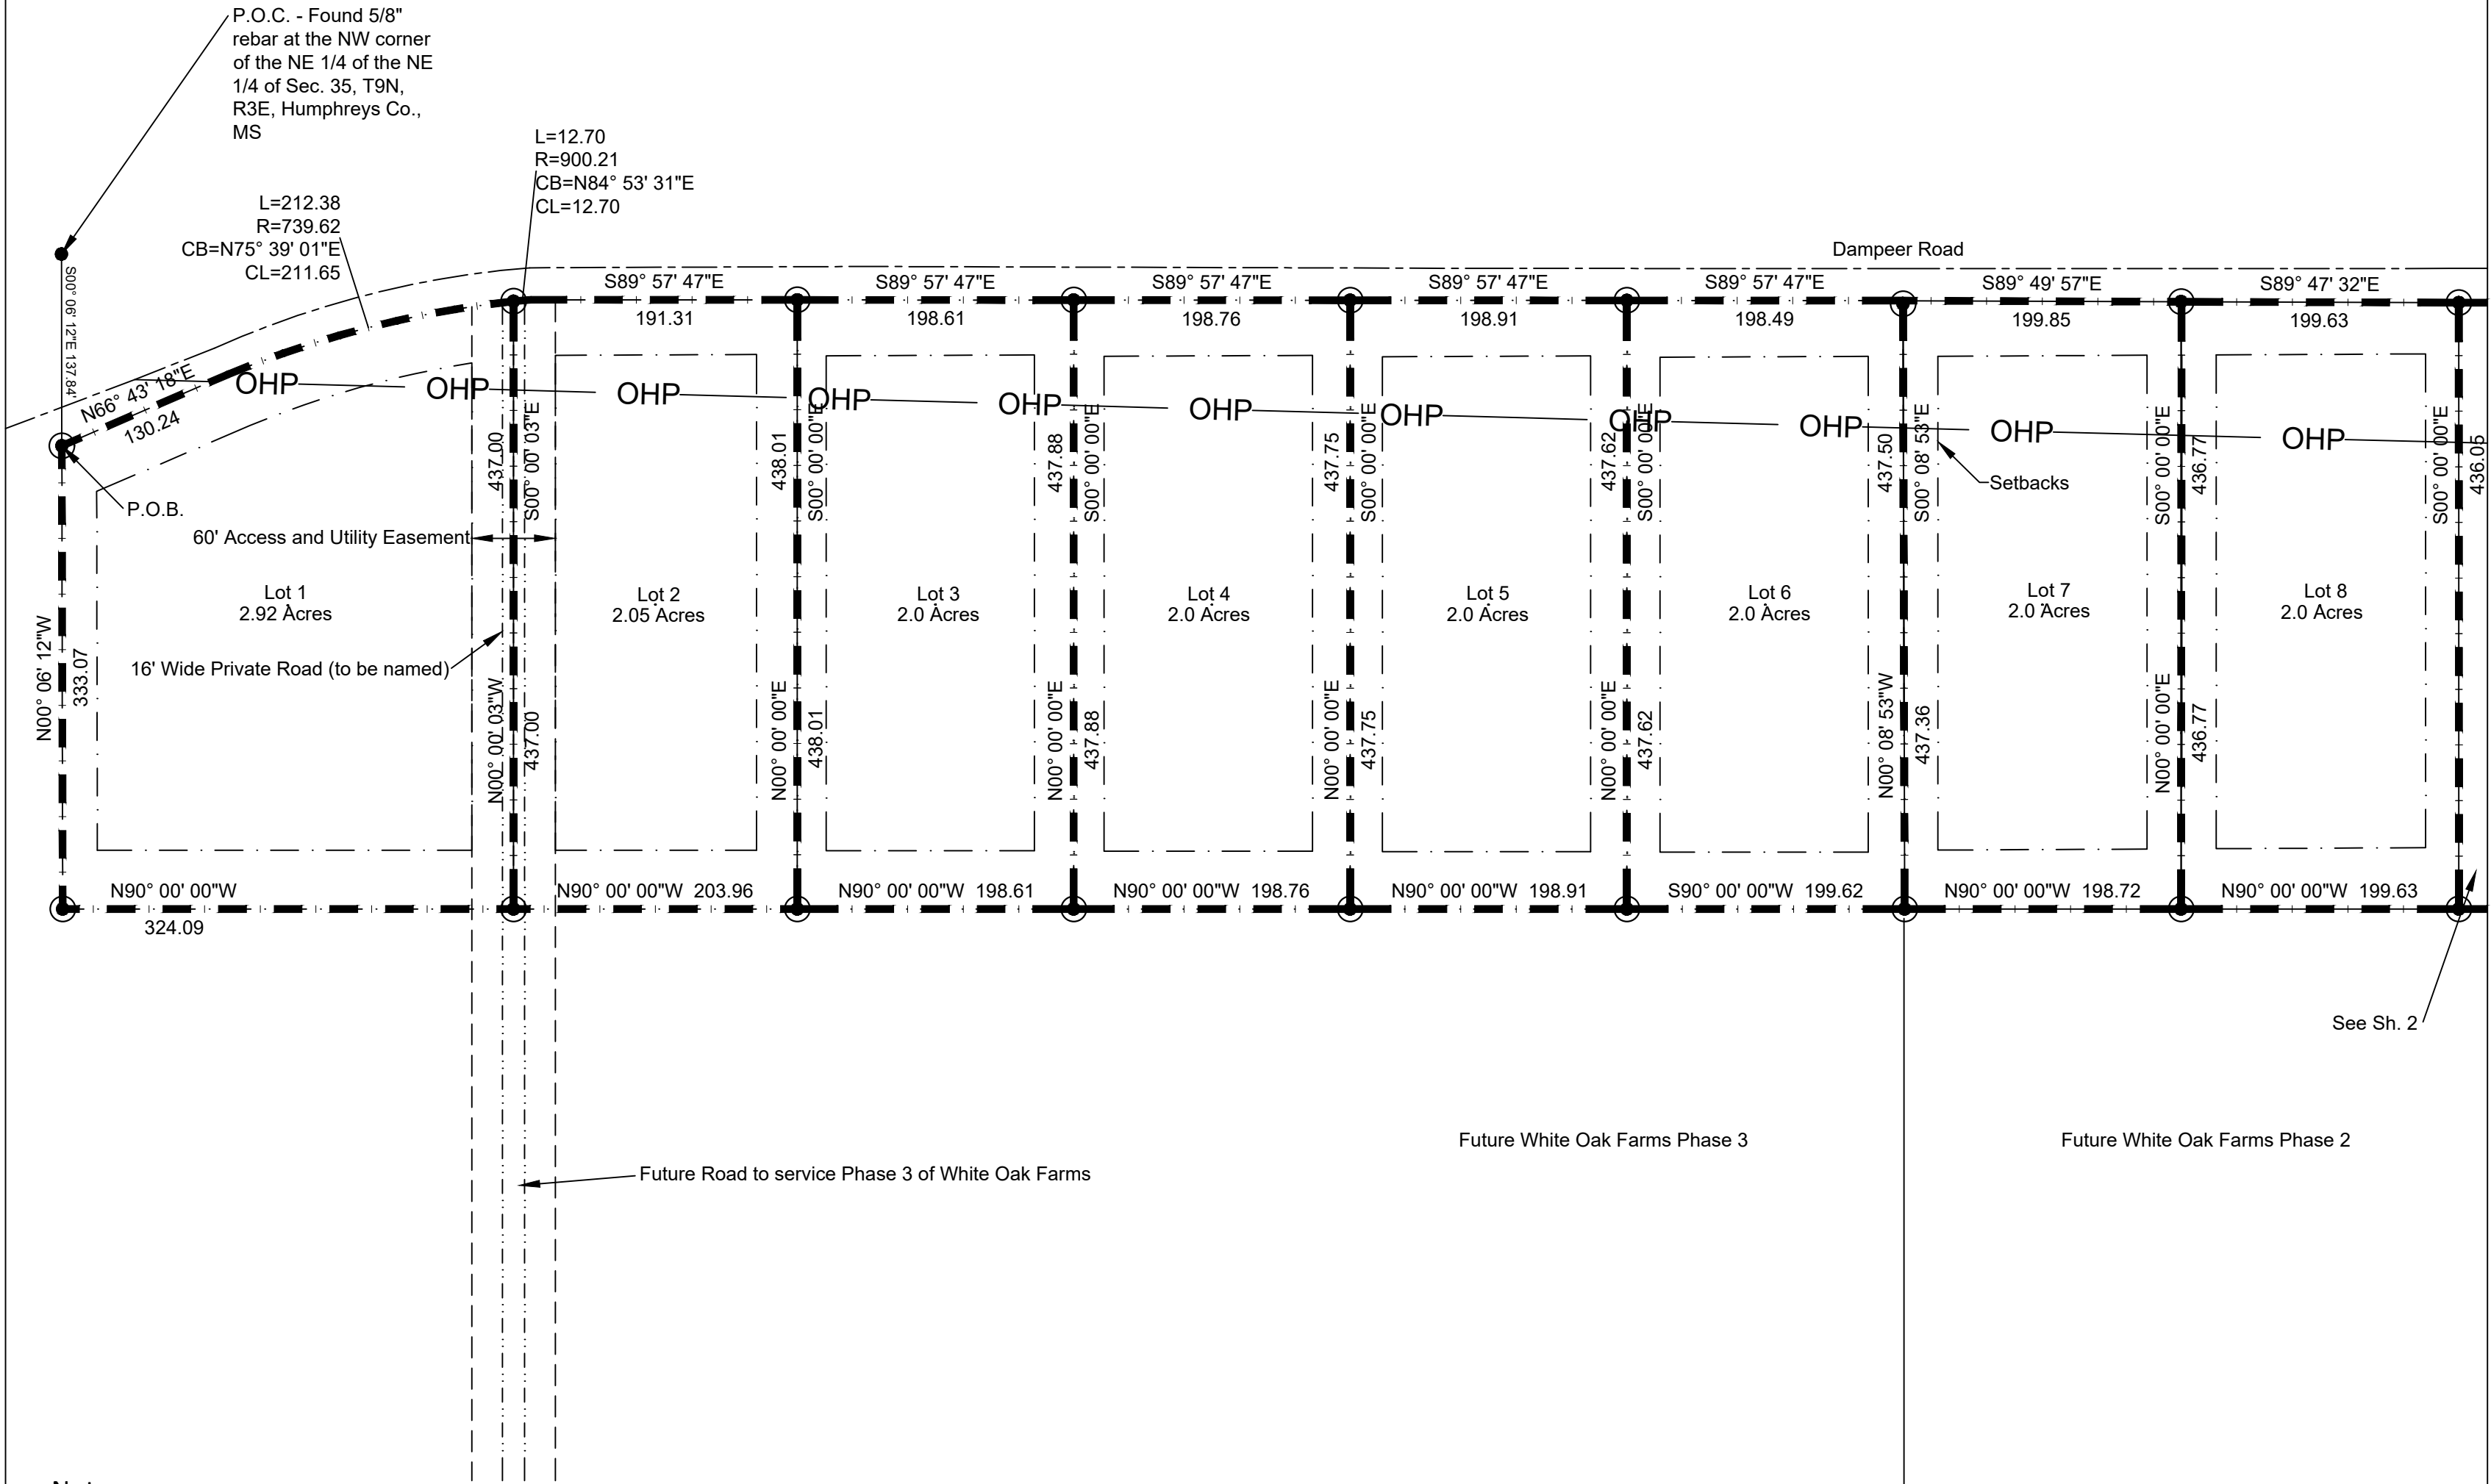 P.O.C. - Found 5/8"
rebar at the NW corner
of the NE 1/4 of the NE
1/4 of Sec. 35, T9N,
R3E, Humphreys Co.,
MS
L=12.70
R=900.21
CB=N84° 53' 31"E
CL=12.70
L=212.38
R=739.62
CB=N75° 39' 01"E
CL=211.65
Dampeer Road
S00° 06' 12"E 137.84'
S89° 57' 47"E
191.31
S89° 57' 47"E
198.61
S89° 57' 47"E
198.76
S89° 57' 47"E
198.91
S89° 57' 47"E
198.49
S89° 49' 57"E
199.85
S89° 47' 32"E
199.63
N66° 43' 18"E
130.24
OHP
OHP
OHP
OHP
OHP
OHP
OHP
OHP
OHP
OHP
OHP
437.00
S00° 00' 03"E
438.01
S00° 00' 00"E
437.88
S00° 00' 00"E
437.75
S00° 00' 00"E
437.62
S00° 00' 00"E
437.50
S00° 08' 53"E
S00° 00' 00"E
436.77
S00° 00' 00"E
436.05
Setbacks
P.O.B.
60' Access and Utility Easement
Lot 1
2.92 Acres
Lot 2
2.05 Acres
Lot 3
2.0 Acres
Lot 4
2.0 Acres
Lot 5
2.0 Acres
Lot 6
2.0 Acres
Lot 7
2.0 Acres
Lot 8
2.0 Acres
16' Wide Private Road (to be named)
N00° 06' 12"W
333.07
N00° 00' 03"W
437.00
N00° 00' 00"E
438.01
N00° 00' 00"E
437.88
N00° 00' 00"E
437.75
N00° 00' 00"E
437.62
N00° 08' 53"W
437.36
N00° 00' 00"E
436.77
N90° 00' 00"W
324.09
N90° 00' 00"W 203.96
N90° 00' 00"W 198.61
N90° 00' 00"W 198.76
N90° 00' 00"W 198.91
S90° 00' 00"W 199.62
N90° 00' 00"W 198.72
N90° 00' 00"W 199.63
See Sh. 2
Future White Oak Farms Phase 3
Future White Oak Farms Phase 2
Future Road to service Phase 3 of White Oak Farms